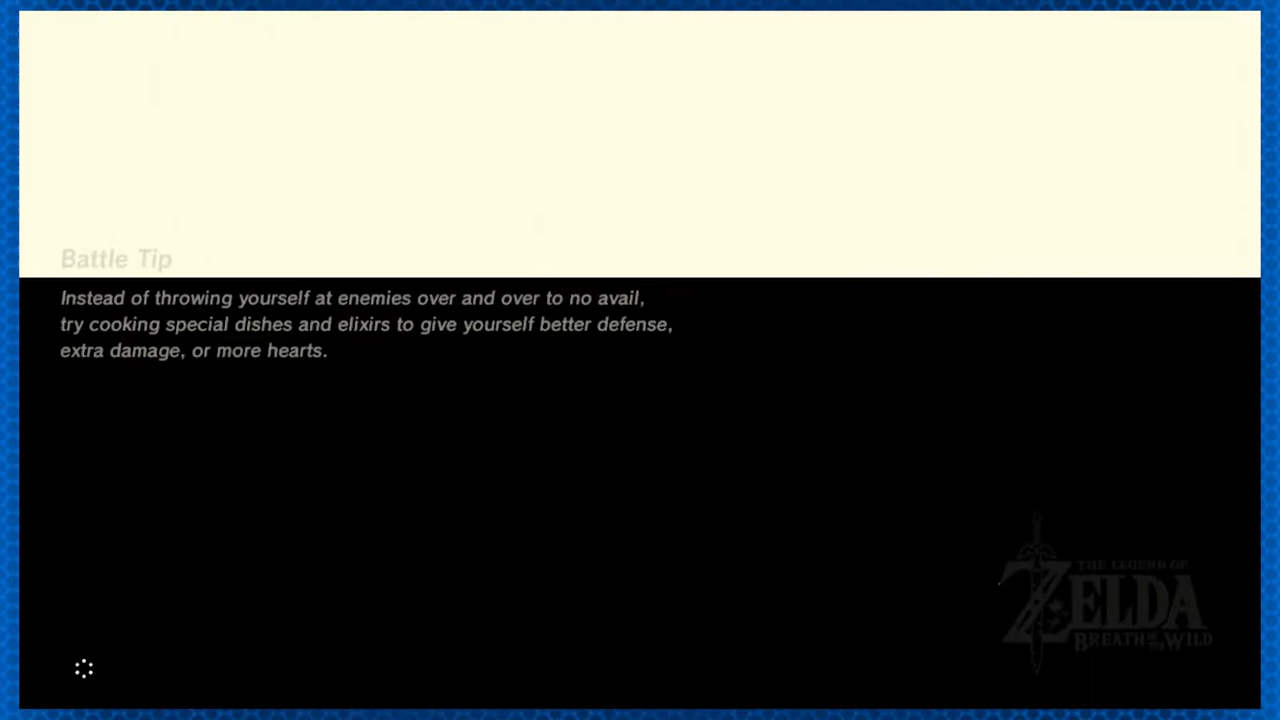 Battle Tip
Instead of throwing yourself at enemies over and over to no avail,
try cooking special dishes and elixirs to give yourself better defense,
extra damage, or more hearts.
THE LEGEND OF
ZELDA
BREATH OF THE WILD